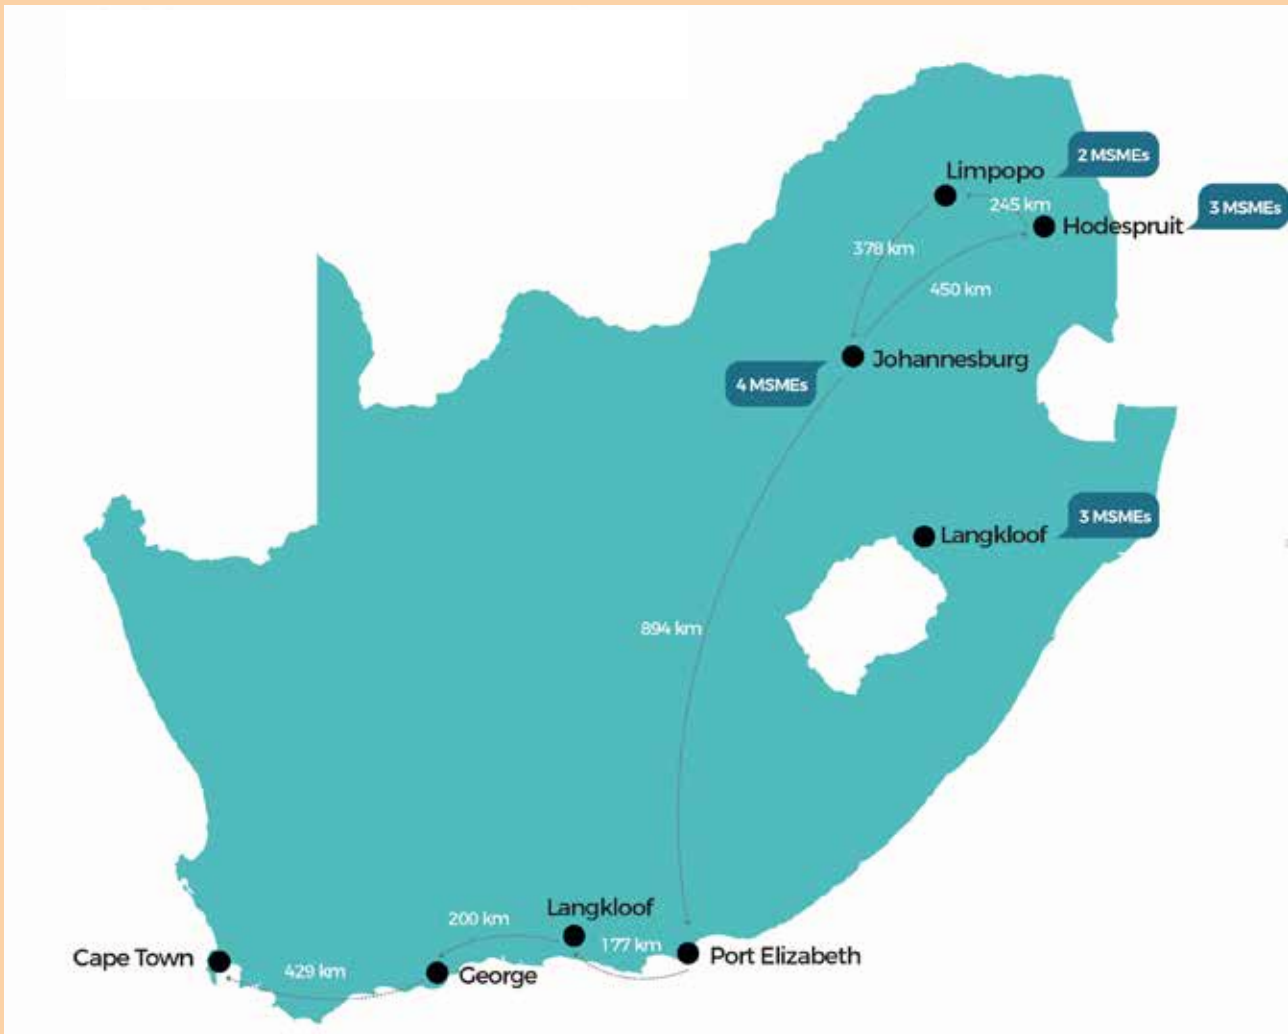 2 MSMEs
Limpopo
245 km
3 MSMEs
Hodespruit
378 km
450 km
Johannesburg
4 MSMEs
3 MSMEs
Langkloof
894 km
Langkloof
200 km
177 km
Port Elizabeth
Cape Town
429 km
George